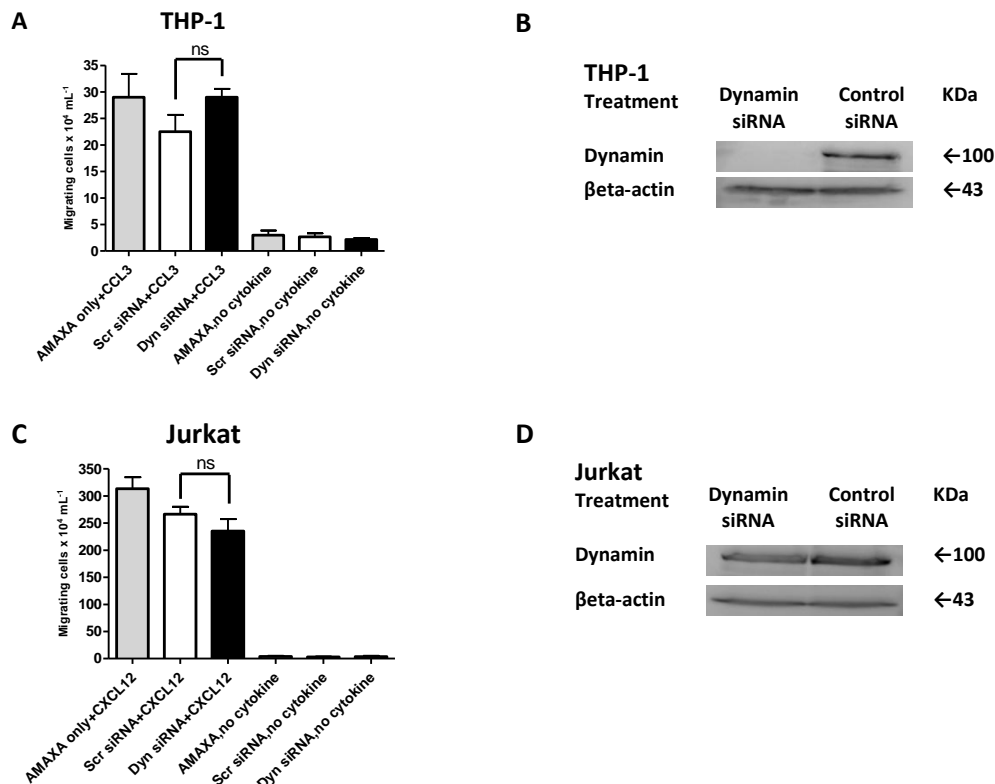 A
THP-1
ns
Migrating cells x 10⁴ mL⁻¹
35
30
25
20
15
10
5
0
AMAXA only+CCL3
Scr siRNA+CCL3
Dyn siRNA+CCL3
AMAXA,no cytokine
Scr siRNA,no cytokine
Dyn siRNA,no cytokine
B
THP-1
Treatment Dynamin Control KDa
siRNA siRNA
Dynamin ←100
βeta-actin ←43
C
Jurkat
ns
Migrating cells x 10⁴ mL⁻¹
350
300
250
200
150
100
50
0
AMAXA only+CXCL12
Scr siRNA+CXCL12
Dyn siRNA+CXCL12
AMAXA,no cytokine
Scr siRNA,no cytokine
Dyn siRNA,no cytokine
D
Jurkat
Treatment Dynamin Control KDa
siRNA siRNA
Dynamin ←100
βeta-actin ←43